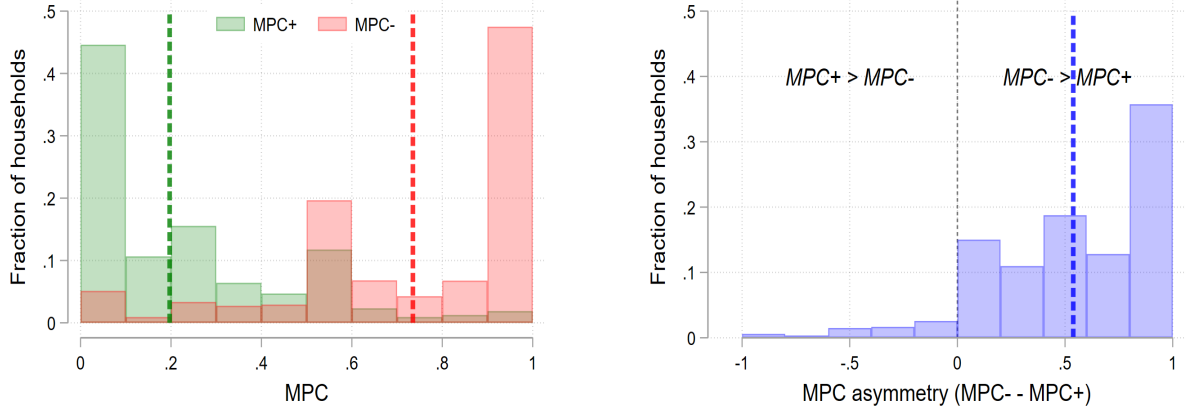 MPC+ MPC-
Fraction of households
.5
.4
.3
.2
.1
0
0 .2 .4 .6 .8 1
MPC
MPC+ > MPC- MPC- > MPC+
Fraction of households
.5
.4
.3
.2
.1
0
-1 -.5 0 .5 1
MPC asymmetry (MPC- - MPC+)